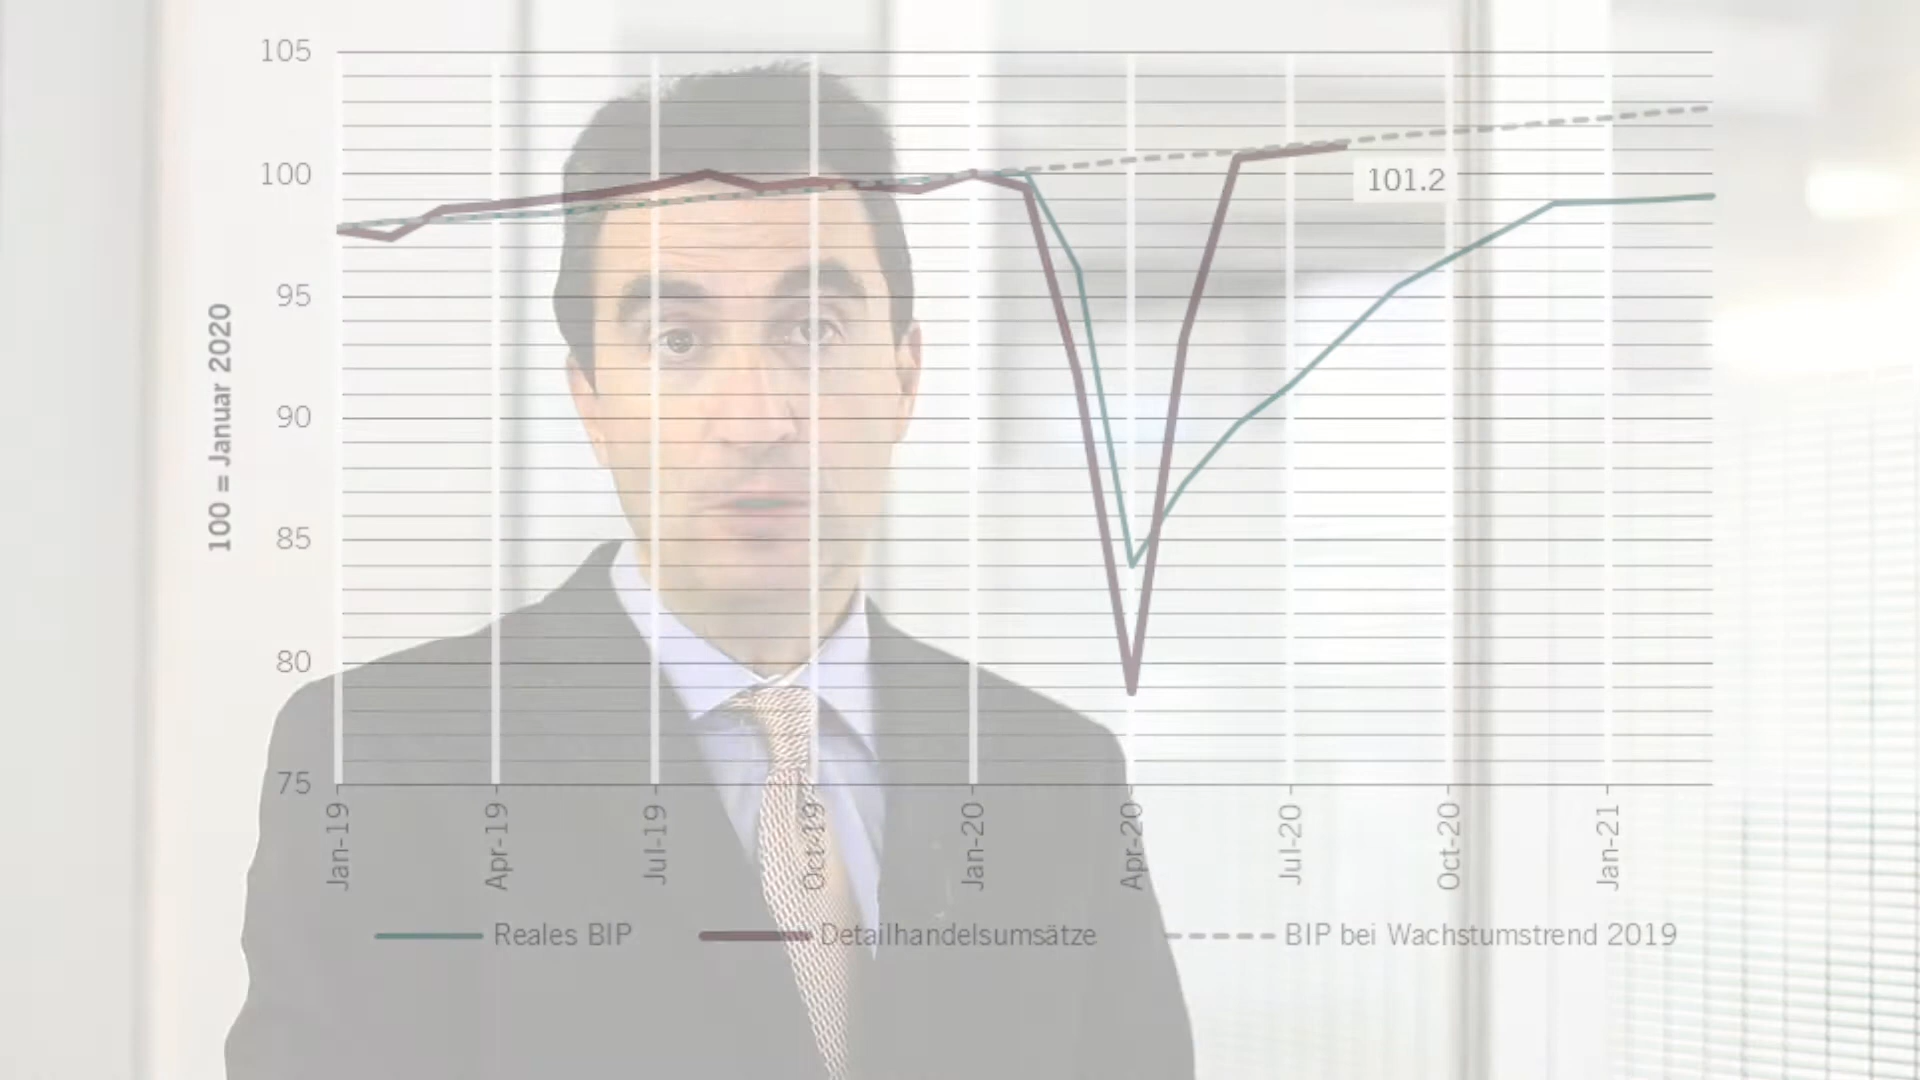 105
100
95
90
85
80
75
100 = Januar 2020
101.2
Jan-19
Apr-19
Jul-19
Oct-19
Jan-20
Apr-20
Jul-20
Oct-20
Jan-21
Reales BIP
Detailhandelsumsätze
BIP bei Wachstumstrend 2019